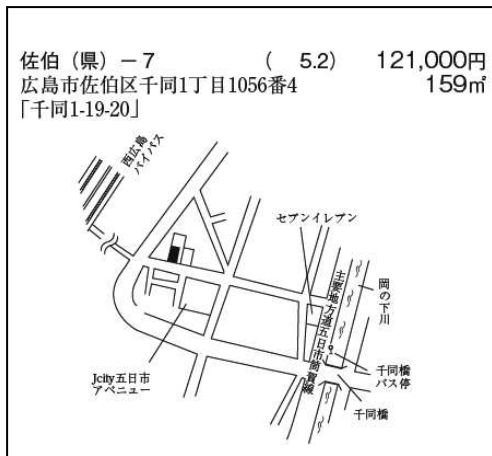 佐伯（県）－7　（　5.2）　121,000円
広島市佐伯区千同1丁目1056番4　159㎡
「千同1-19-20」
西広島
バイパス
セブンイレブン
主要地方道五日市筒賀線
岡の下川
Jcity五日市
アベニュー
千同橋
バス停
千同橋